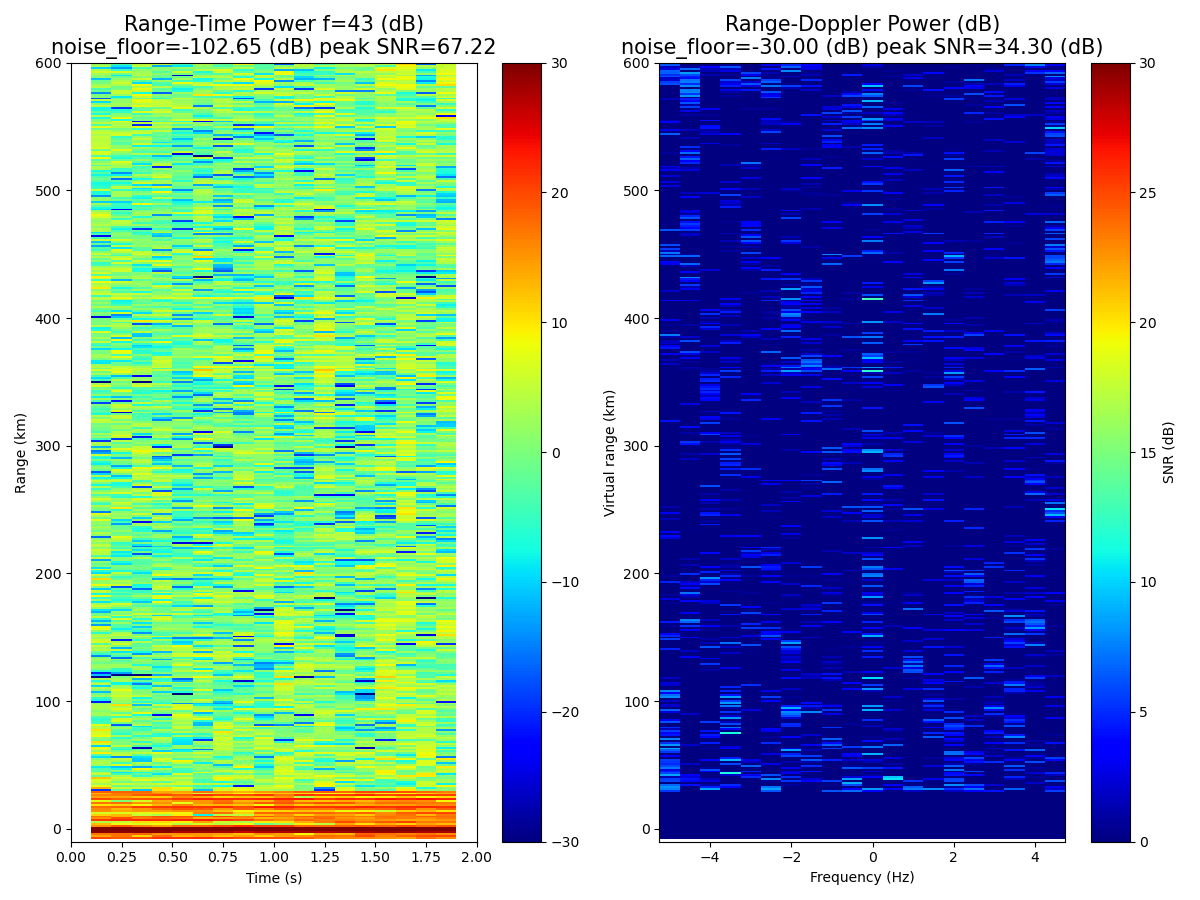 Range-Time Power f=43 (dB)
noise_floor=-102.65 (dB) peak SNR=67.22
Range-Doppler Power (dB)
noise_floor=-30.00 (dB) peak SNR=34.30 (dB)
600
500
400
300
200
100
0
Range (km)
0.00 0.25 0.50 0.75 1.00 1.25 1.50 1.75 2.00
Time (s)
30
20
10
0
−10
−20
−30
600
500
400
300
200
100
0
Virtual range (km)
−4 −2 0 2 4
Frequency (Hz)
30
25
20
15
10
5
0
SNR (dB)